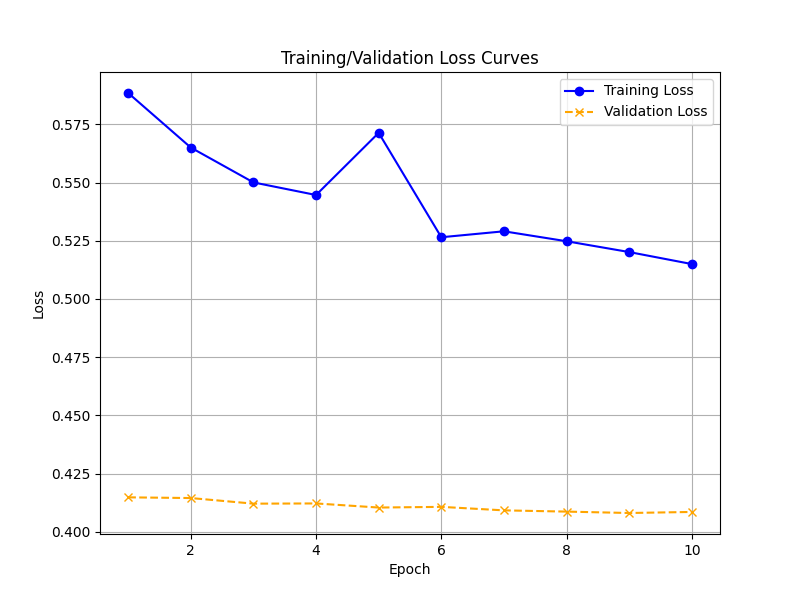 Training/Validation Loss Curves
Training Loss
Validation Loss
0.575
0.550
0.525
0.500
0.475
0.450
0.425
0.400
Loss
2 4 6 8 10
Epoch